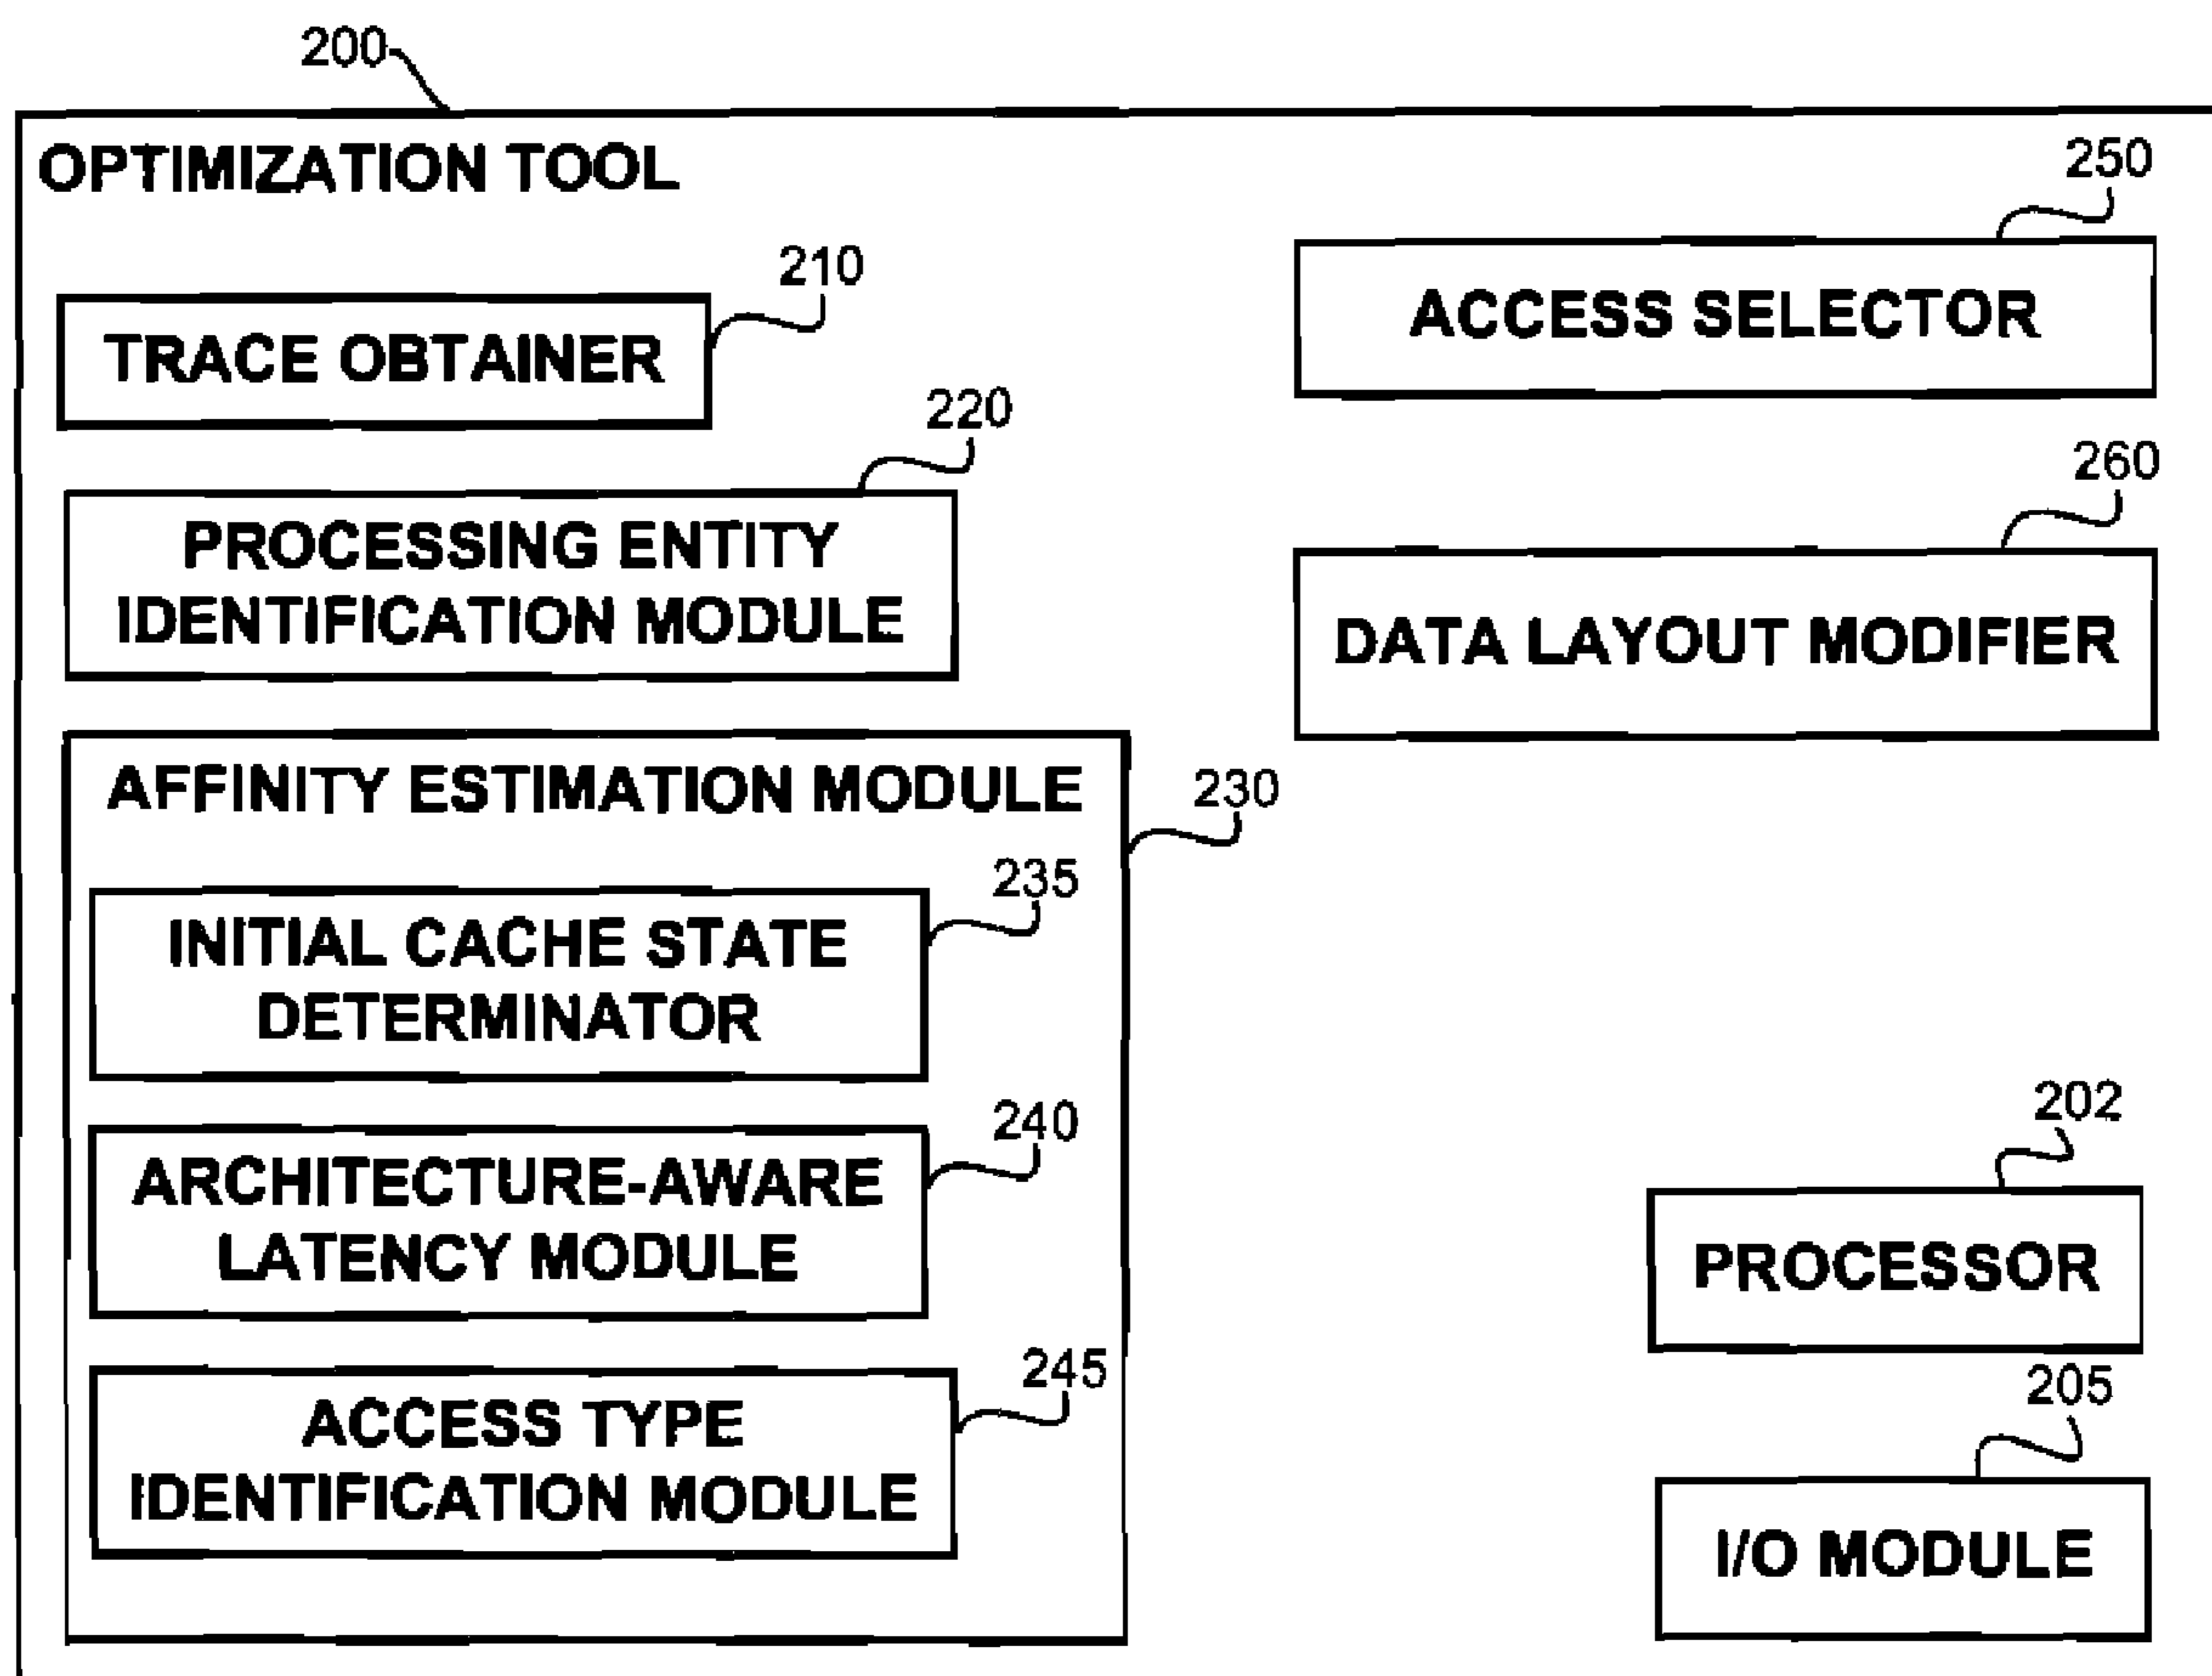 200
OPTIMIZATION TOOL
210
TRACE OBTAINER
220
PROCESSING ENTITY
IDENTIFICATION MODULE
230
AFFINITY ESTIMATION MODULE
235
INITIAL CACHE STATE
DETERMINATOR
240
ARCHITECTURE-AWARE
LATENCY MODULE
245
ACCESS TYPE
IDENTIFICATION MODULE
250
ACCESS SELECTOR
260
DATA LAYOUT MODIFIER
202
PROCESSOR
205
I/O MODULE